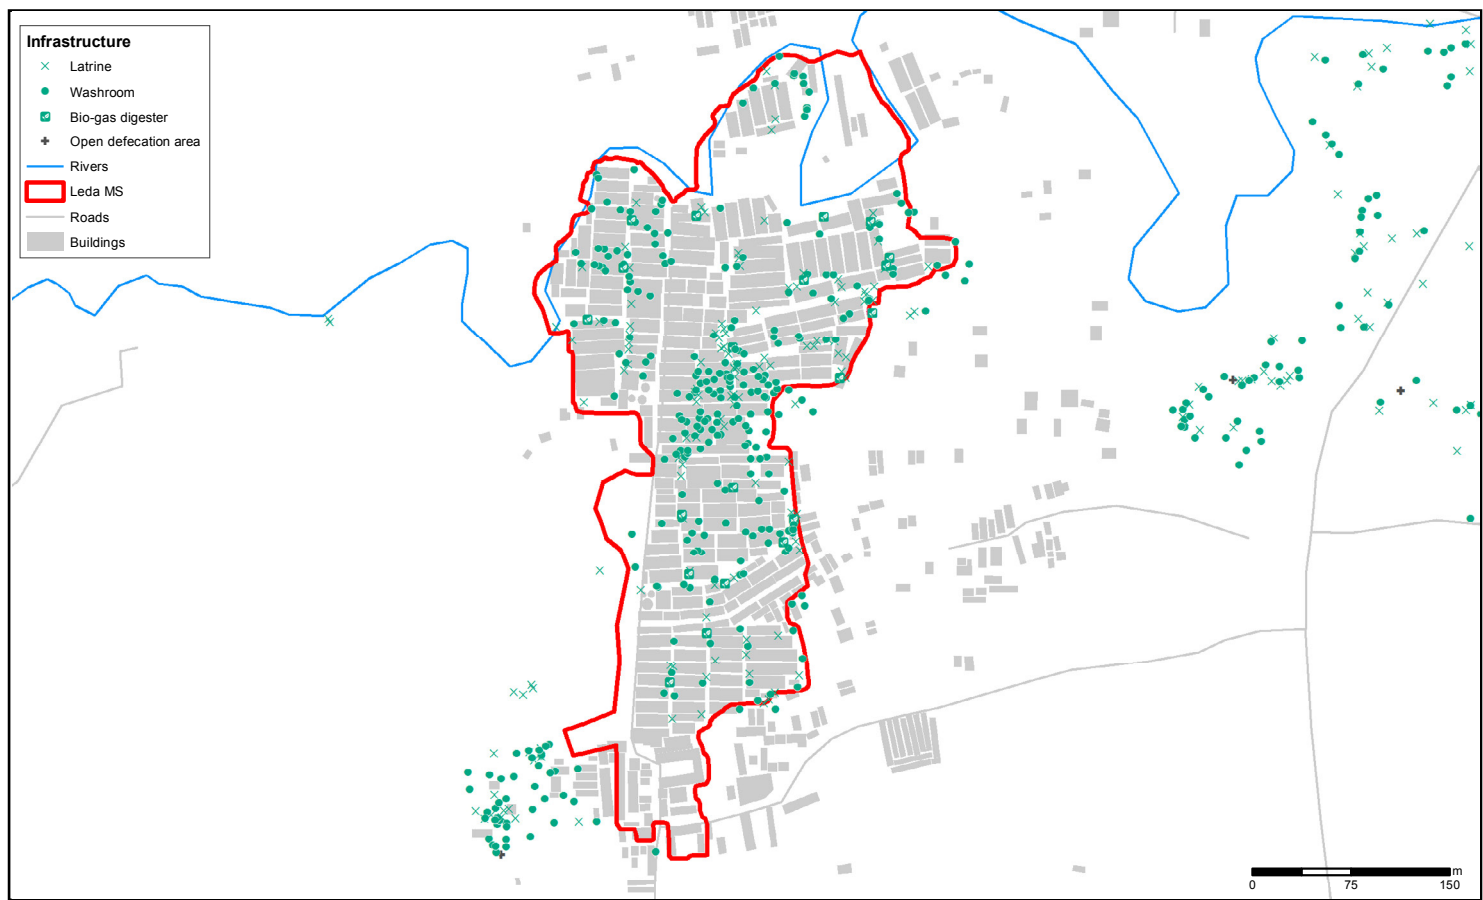 Infrastructure
Latrine
Washroom
Bio-gas digester
Open defecation area
Rivers
Leda MS
Roads
Buildings
m
0 75 150